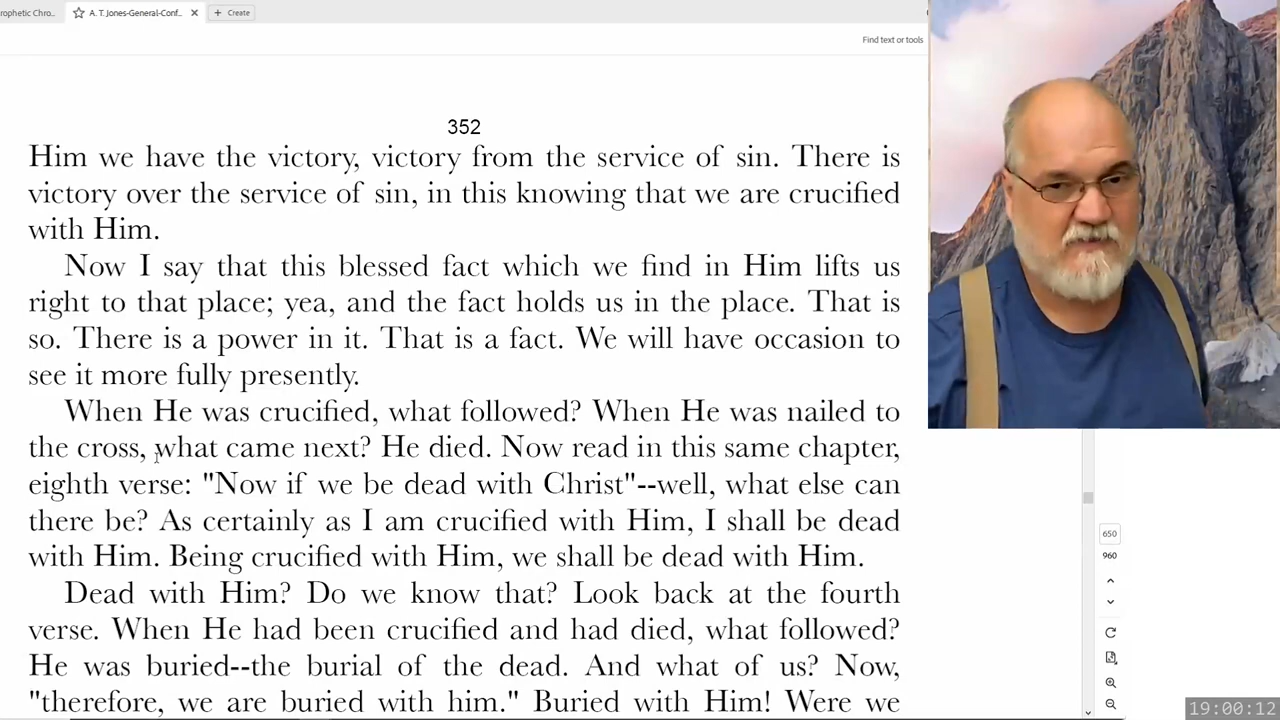 rophetic Chro...
A. T. Jones-General-Conf...
+ Create
Find text or tools
352
Him we have the victory, victory from the service of sin. There is
victory over the service of sin, in this knowing that we are crucified
with Him.
Now I say that this blessed fact which we find in Him lifts us
right to that place; yea, and the fact holds us in the place. That is
so. There is a power in it. That is a fact. We will have occasion to
see it more fully presently.
When He was crucified, what followed? When He was nailed to
the cross, what came next? He died. Now read in this same chapter,
eighth verse: "Now if we be dead with Christ"--well, what else can
there be? As certainly as I am crucified with Him, I shall be dead
with Him. Being crucified with Him, we shall be dead with Him.
Dead with Him? Do we know that? Look back at the fourth
verse. When He had been crucified and had died, what followed?
He was buried--the burial of the dead. And what of us? Now,
"therefore, we are buried with him." Buried with Him! Were we
650
960
19:00:12